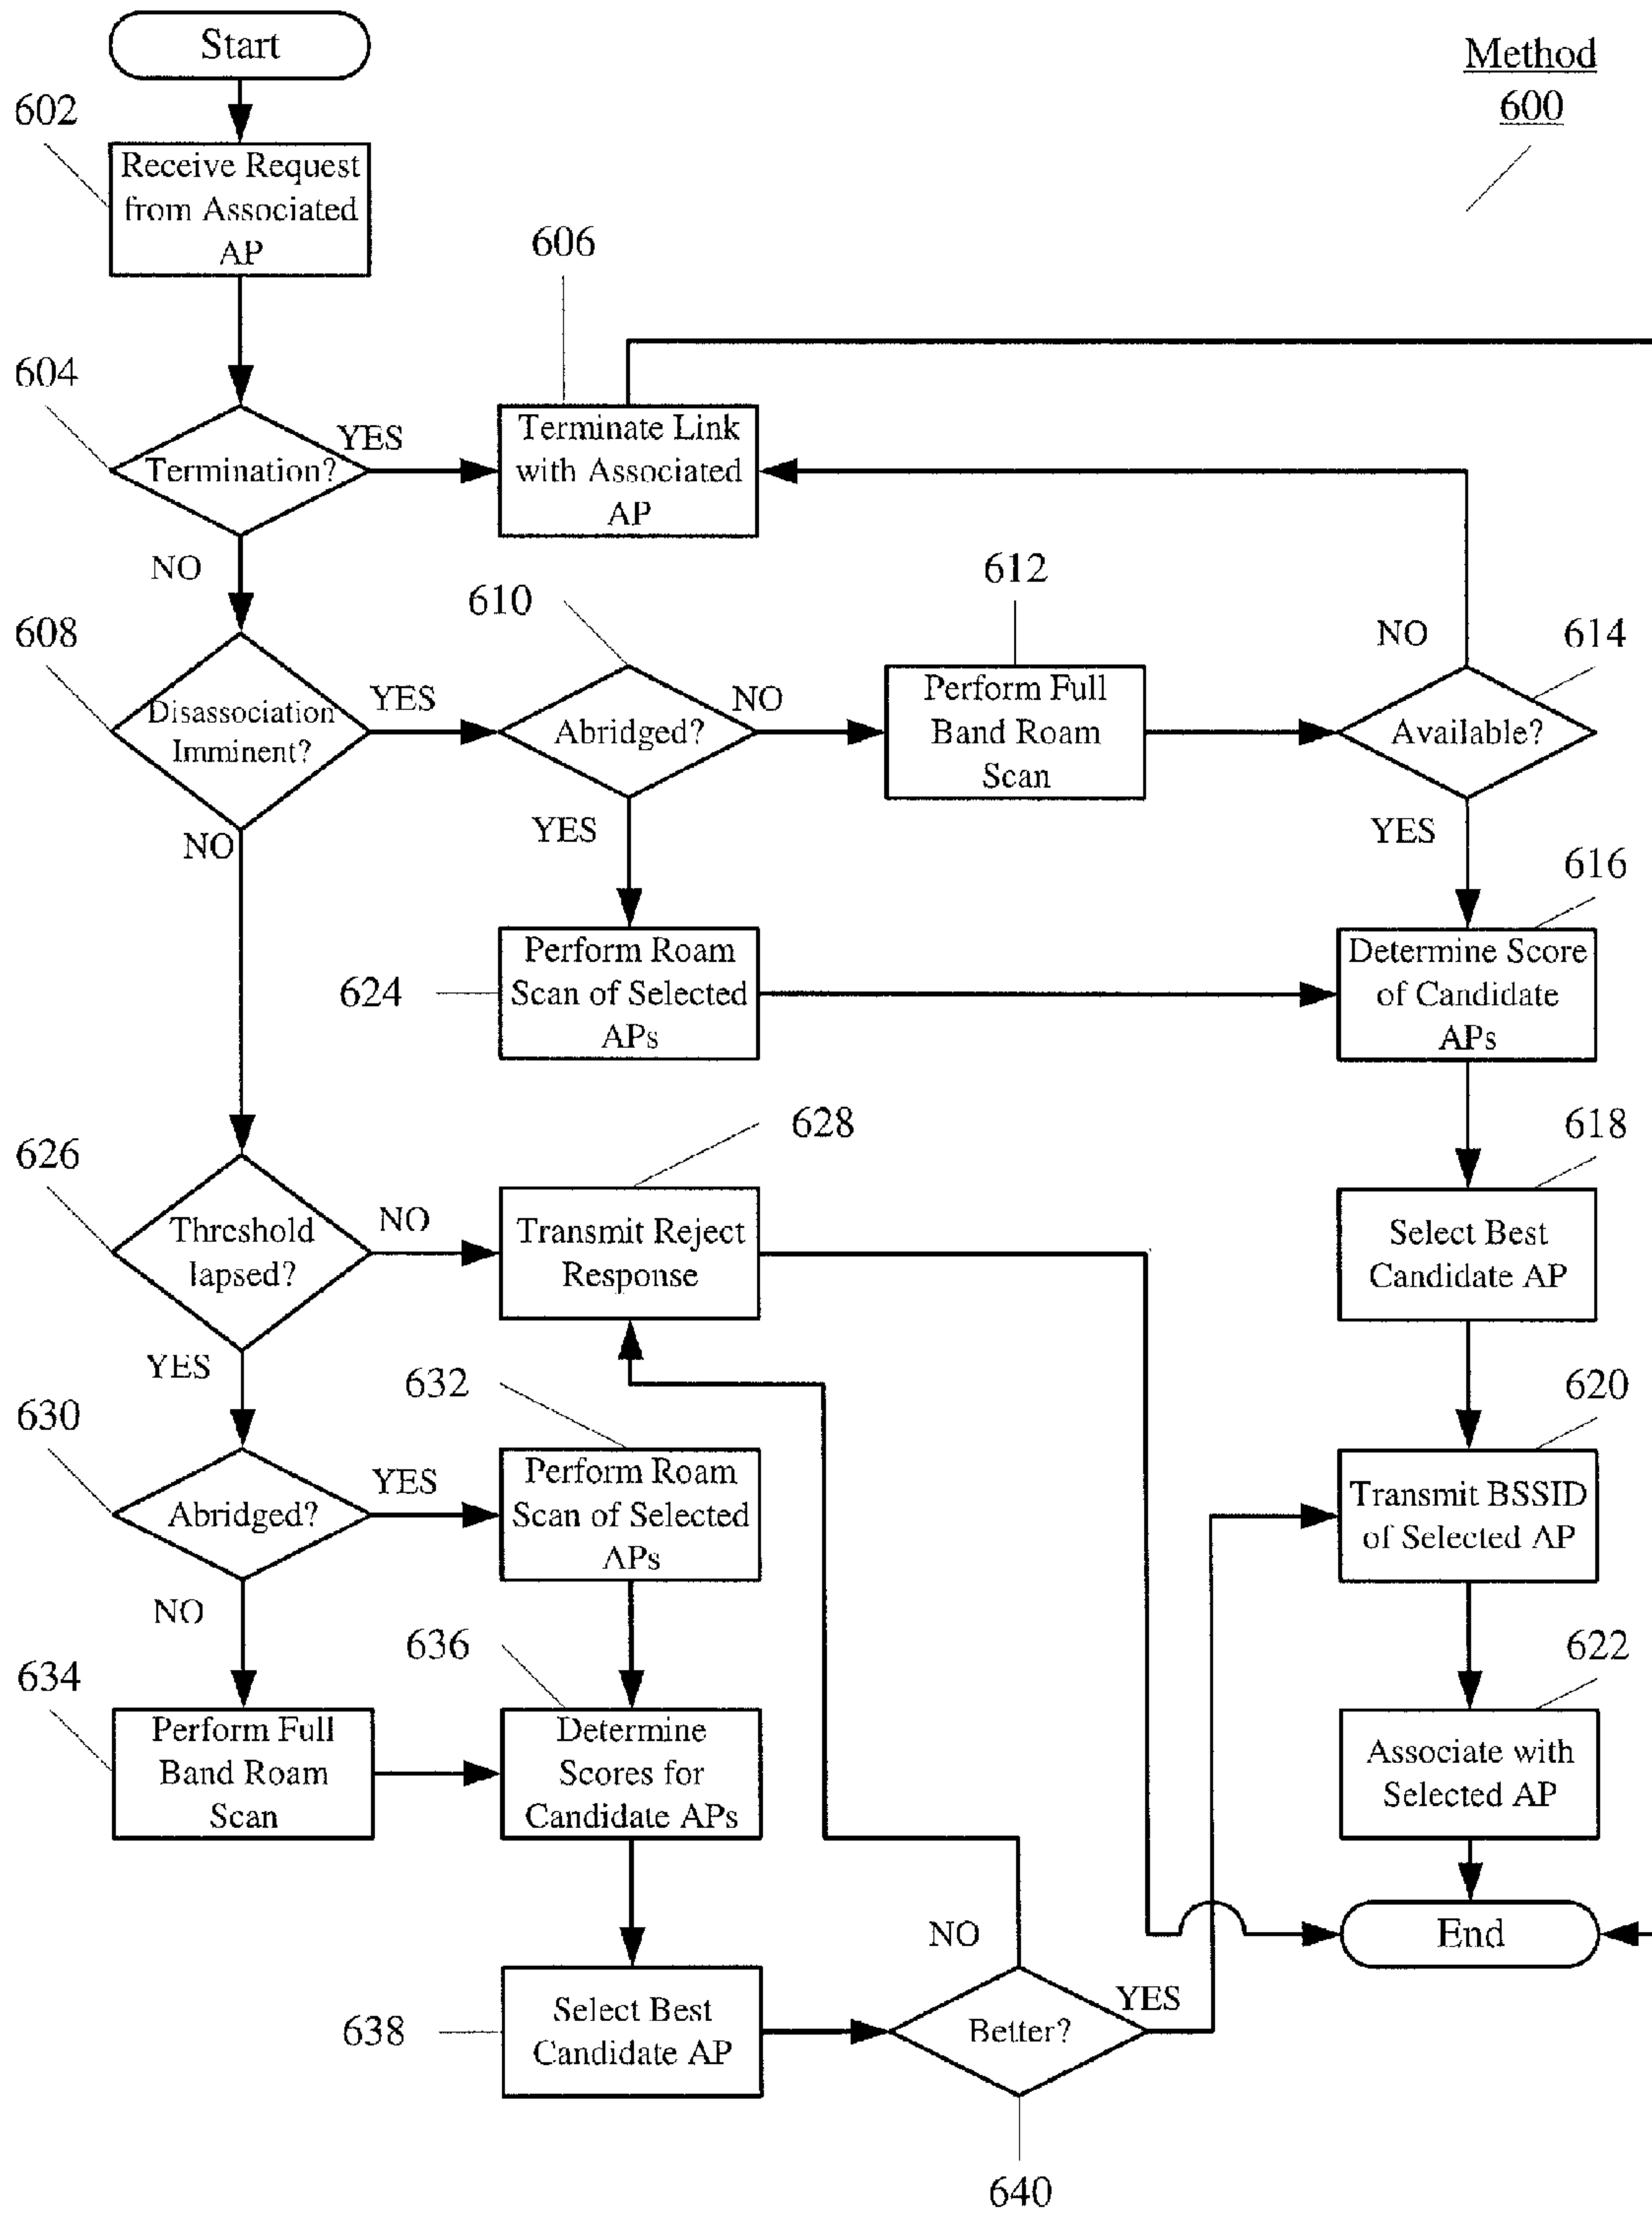 Start
Method
600
602
Receive Request
from Associated
AP
606
604
Termination?
YES
Terminate Link
with Associated
AP
NO
612
610
608
NO
614
Disassociation
Imminent?
YES
Abridged?
NO
Perform Full
Band Roam
Scan
Available?
NO
YES
YES
616
624
Perform Roam
Scan of Selected
APs
Determine Score
of Candidate
APs
628
618
626
Threshold
lapsed?
NO
Transmit Reject
Response
Select Best
Candidate AP
YES
632
620
630
Abridged?
YES
Perform Roam
Scan of Selected
APs
Transmit BSSID
of Selected AP
NO
636
622
634
Perform Full
Band Roam
Scan
Determine
Scores for
Candidate APs
Associate with
Selected AP
NO
End
638
Select Best
Candidate AP
Better?
YES
640